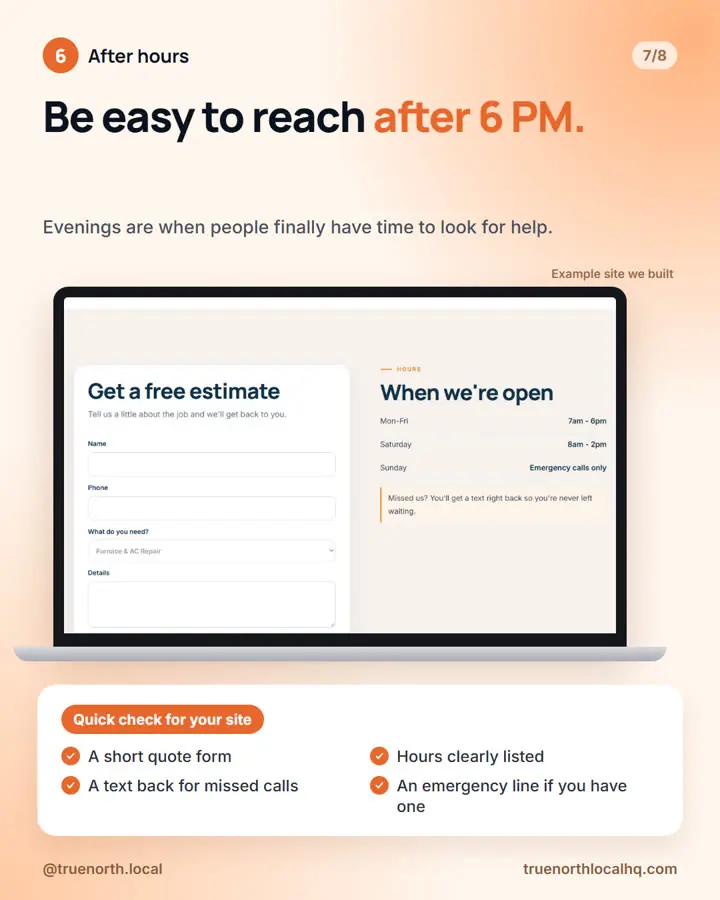 6 After hours
7/8
Be easy to reach after 6 PM.
Evenings are when people finally have time to look for help.
Example site we built
Get a free estimate
Tell us a little about the job and we'll get back to you.
Name
Phone
What do you need?
Furnace & AC Repair
Details
HOURS
When we're open
Mon-Fri 7am - 6pm
Saturday 8am - 2pm
Sunday Emergency calls only
Missed us? You'll get a text right back so you're never left
waiting.
Quick check for your site
A short quote form
A text back for missed calls
Hours clearly listed
An emergency line if you have
one
@truenorth.local
truenorthlocalhq.com